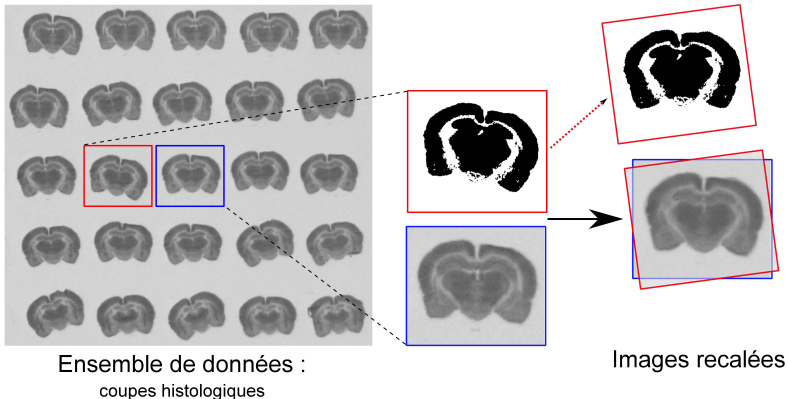 Ensemble de données :
coupes histologiques
Images recalées